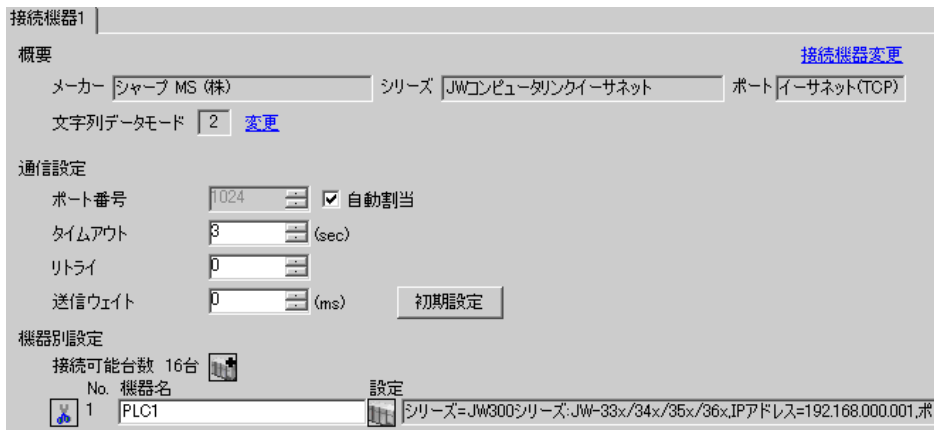 接続機器1
概要 接続機器変更
メーカー シャープ MS (株) シリーズ JWコンピュータリンクイーサネット ポート イーサネット(TCP)
文字列データモード 2 変更
通信設定
ポート番号 1024 自動割当
タイムアウト 3 (sec)
リトライ 0
送信ウェイト 0 (ms) 初期設定
機器別設定
接続可能台数 16台
No. 機器名 設定
1 PLC1 シリーズ=JW300シリーズ:JW-33x/34x/35x/36x,IPアドレス=192.168.000.001,ポ